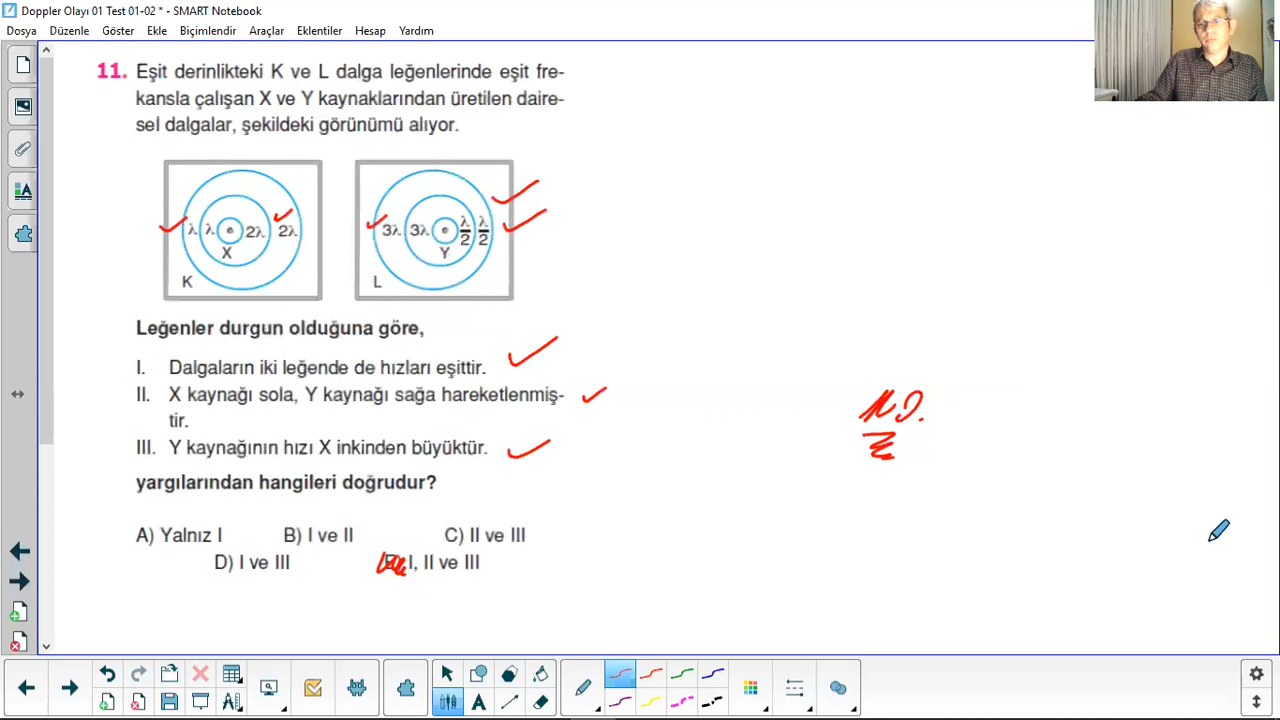 Doppler Olayı 01 Test 01-02 * - SMART Notebook
Dosya Düzenle Göster Ekle Biçimlendiri Araçlar Eklentiler Hesap Yardım
11. Eşit derinlikteki K ve L dalga leğenlerinde eşit fre-
kansla çalışan X ve Y kaynaklarından üretilen daire-
sel dalgalar, şekildeki görünümü alıyor.
λ λ 2λ 2λ
X
K
3λ 3λ λ/2 λ/2
Y
L
Leğenler durgun olduğuna göre,
I. Dalgaların iki leğende de hızları eşittir.
II. X kaynağı sola, Y kaynağı sağa hareketlenmiş-
tir.
III. Y kaynağının hızı X inkinden büyüktür.
yargılarından hangileri doğrudur?
A) Yalnız I B) I ve II C) II ve III
D) I ve III E) I, II ve III